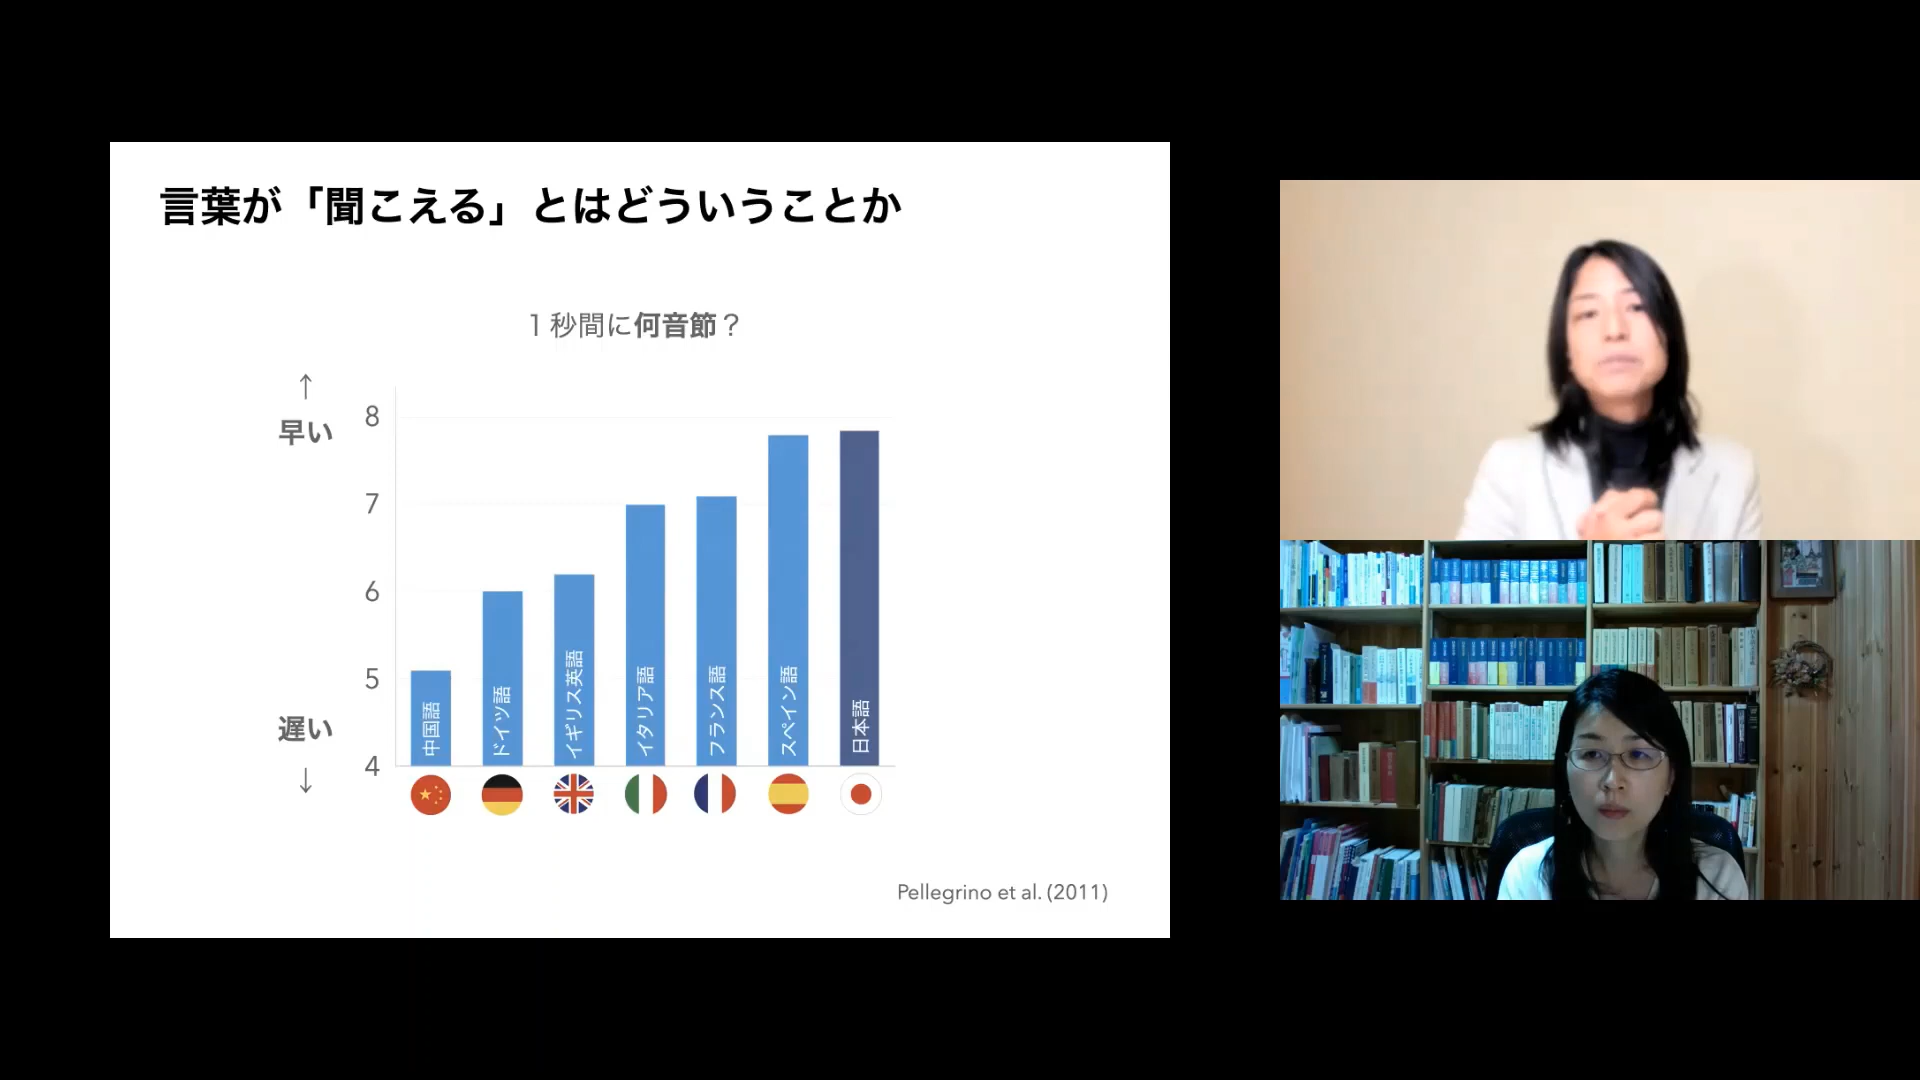 言葉が「聞こえる」とはどういうことか
1秒間に何音節?
↑
早い
8
7
6
5
4
遅い
↓
中国語
ドイツ語
イギリス英語
イタリア語
フランス語
スペイン語
日本語
Pellegrino et al. (2011)